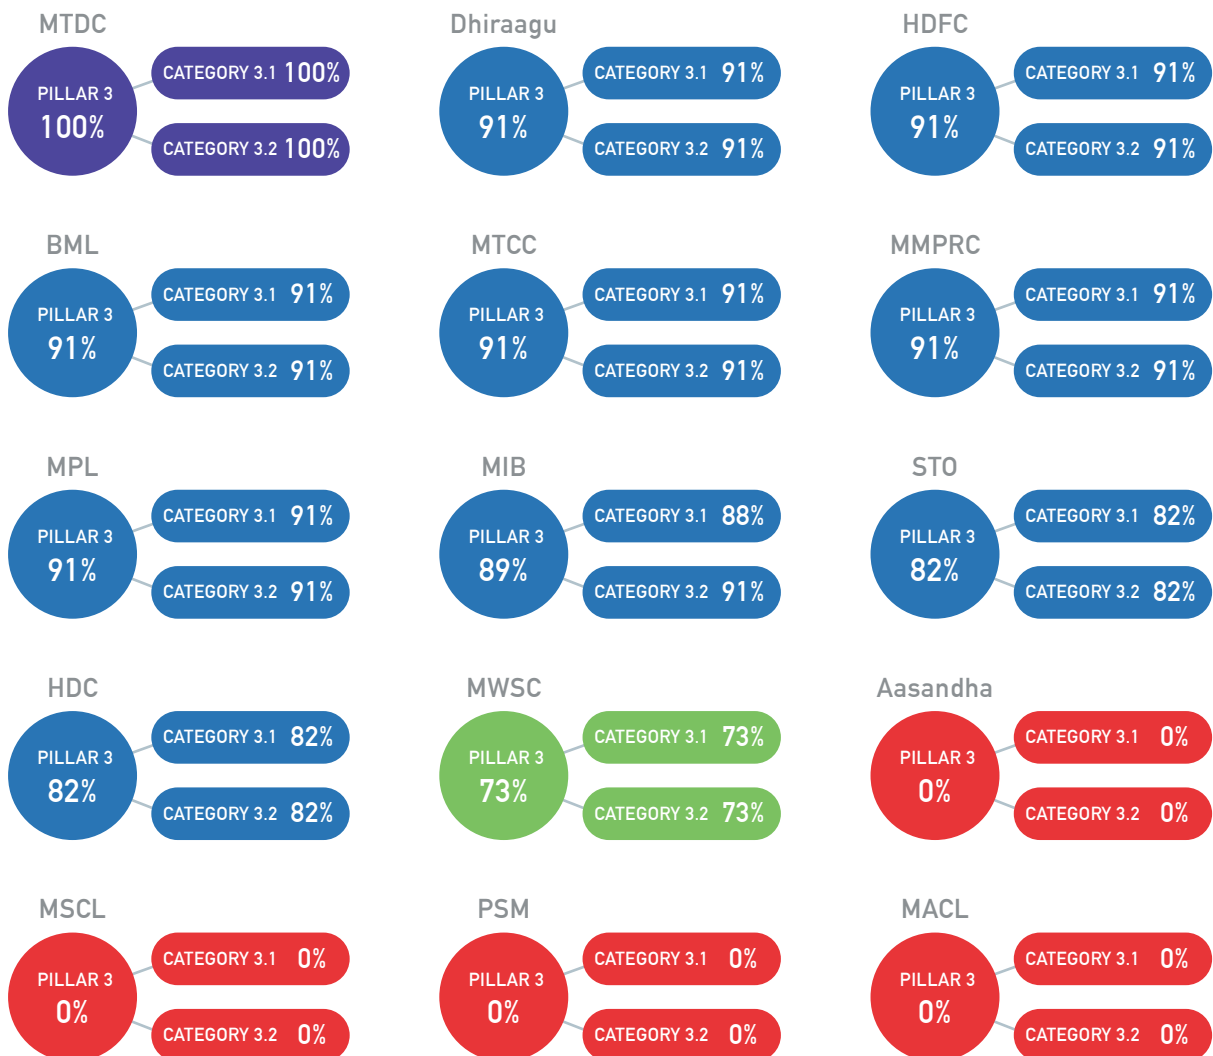 MTDC
PILLAR 3
100%
CATEGORY 3.1 100%
CATEGORY 3.2 100%
Dhiraagu
PILLAR 3
91%
CATEGORY 3.1 91%
CATEGORY 3.2 91%
HDFC
PILLAR 3
91%
CATEGORY 3.1 91%
CATEGORY 3.2 91%
BML
PILLAR 3
91%
CATEGORY 3.1 91%
CATEGORY 3.2 91%
MTCC
PILLAR 3
91%
CATEGORY 3.1 91%
CATEGORY 3.2 91%
MMPRC
PILLAR 3
91%
CATEGORY 3.1 91%
CATEGORY 3.2 91%
MPL
PILLAR 3
91%
CATEGORY 3.1 91%
CATEGORY 3.2 91%
MIB
PILLAR 3
89%
CATEGORY 3.1 88%
CATEGORY 3.2 91%
STO
PILLAR 3
82%
CATEGORY 3.1 82%
CATEGORY 3.2 82%
HDC
PILLAR 3
82%
CATEGORY 3.1 82%
CATEGORY 3.2 82%
MWSC
PILLAR 3
73%
CATEGORY 3.1 73%
CATEGORY 3.2 73%
Aasandha
PILLAR 3
0%
CATEGORY 3.1 0%
CATEGORY 3.2 0%
MSCL
PILLAR 3
0%
CATEGORY 3.1 0%
CATEGORY 3.2 0%
PSM
PILLAR 3
0%
CATEGORY 3.1 0%
CATEGORY 3.2 0%
MACL
PILLAR 3
0%
CATEGORY 3.1 0%
CATEGORY 3.2 0%